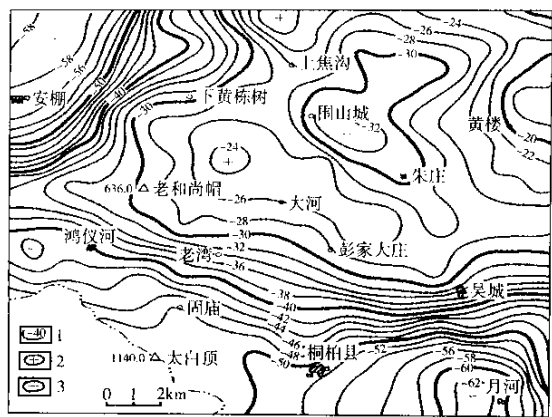 -24
-26
-28
-30
-58
-58
-56
上焦沟
安棚
-40
-30
下黄栋树
围山城
-32
黄楼
-20
-22
-24
朱庄
636.0
老和尚帽
-26
大河
-28
-30
鸿仪河
老湾
-32
-36
彭家大庄
-38
-40
吴城
固庙
-42
-44
-46
-48
桐柏县
-52
-50
-56
-58
-60
-62
月河
-40 1
+ 2
- 3
1140.0
太白顶
0 1 2km